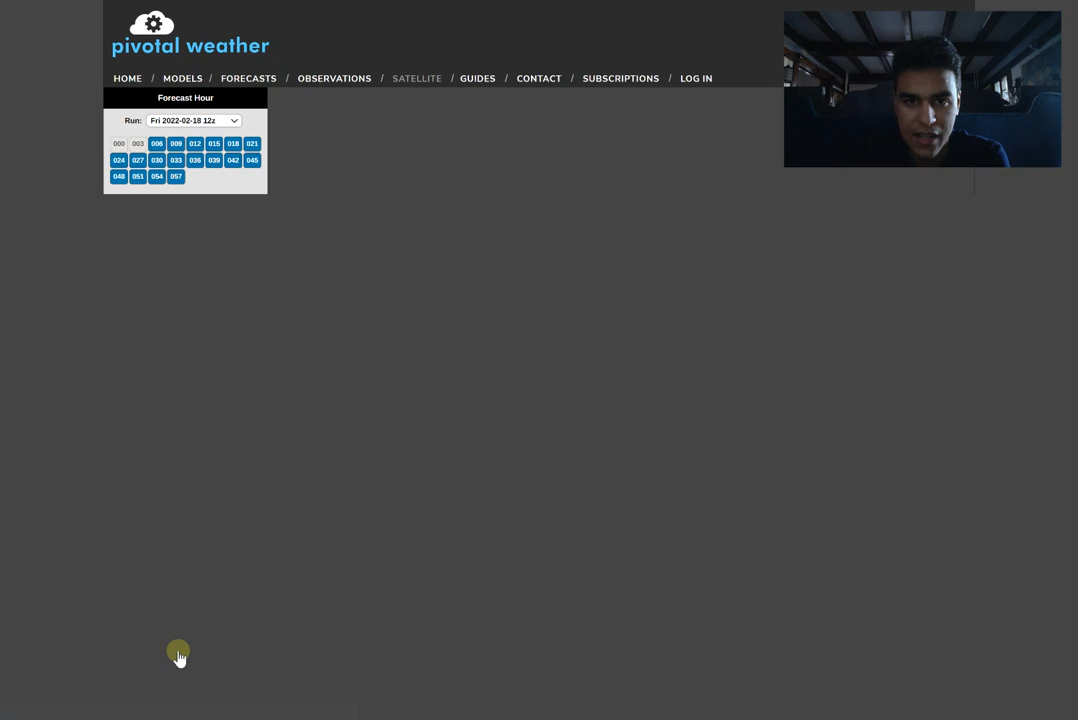 pivotal weather
HOME / MODELS / FORECASTS / OBSERVATIONS / SATELLITE / GUIDES / CONTACT / SUBSCRIPTIONS / LOG IN
Forecast Hour
Run: Fri 2022-02-18 12z
000 003 006 009 012 015 018 021
024 027 030 033 036 039 042 045
048 051 054 057